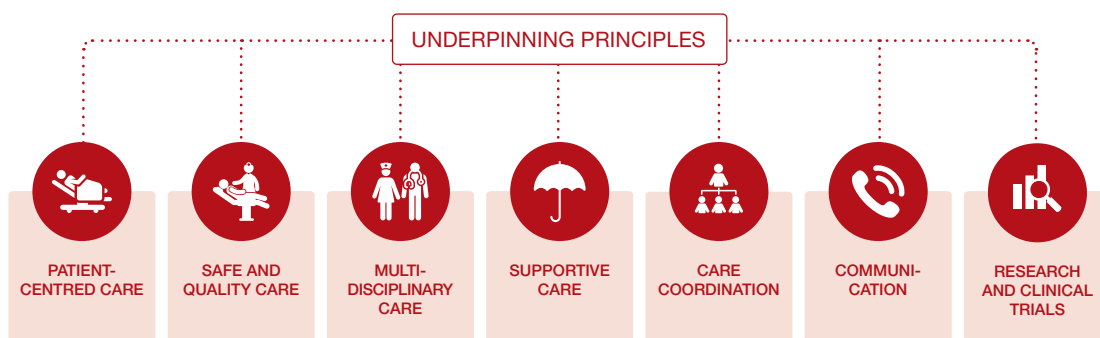 UNDERPINNING PRINCIPLES
PATIENT-
CENTRED CARE
SAFE AND
QUALITY CARE
MULTI-
DISCIPLINARY
CARE
SUPPORTIVE
CARE
CARE
COORDINATION
COMMUNI-
CATION
RESEARCH
AND CLINICAL
TRIALS